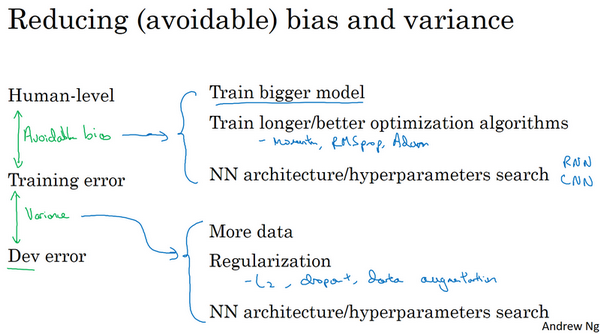 Reducing (avoidable) bias and variance
Human-level
Avoidable bias
Training error
Variance
Dev error
Train bigger model
Train longer/better optimization algorithms
- Momentum, RMSprop, Adam
NN architecture/hyperparameters search
RNN
CNN
More data
Regularization
- L2, dropout, data augmentation
NN architecture/hyperparameters search
Andrew Ng